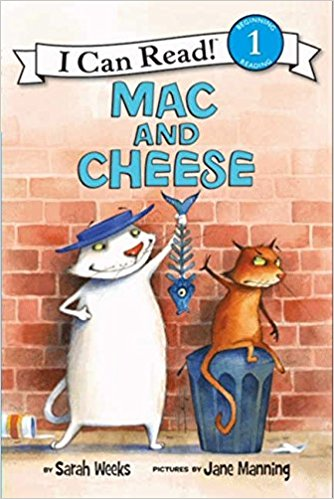 I Can Read!
BEGINNING
1
READING
MAC
AND
CHEESE
BY Sarah Weeks PICTURES BY Jane Manning